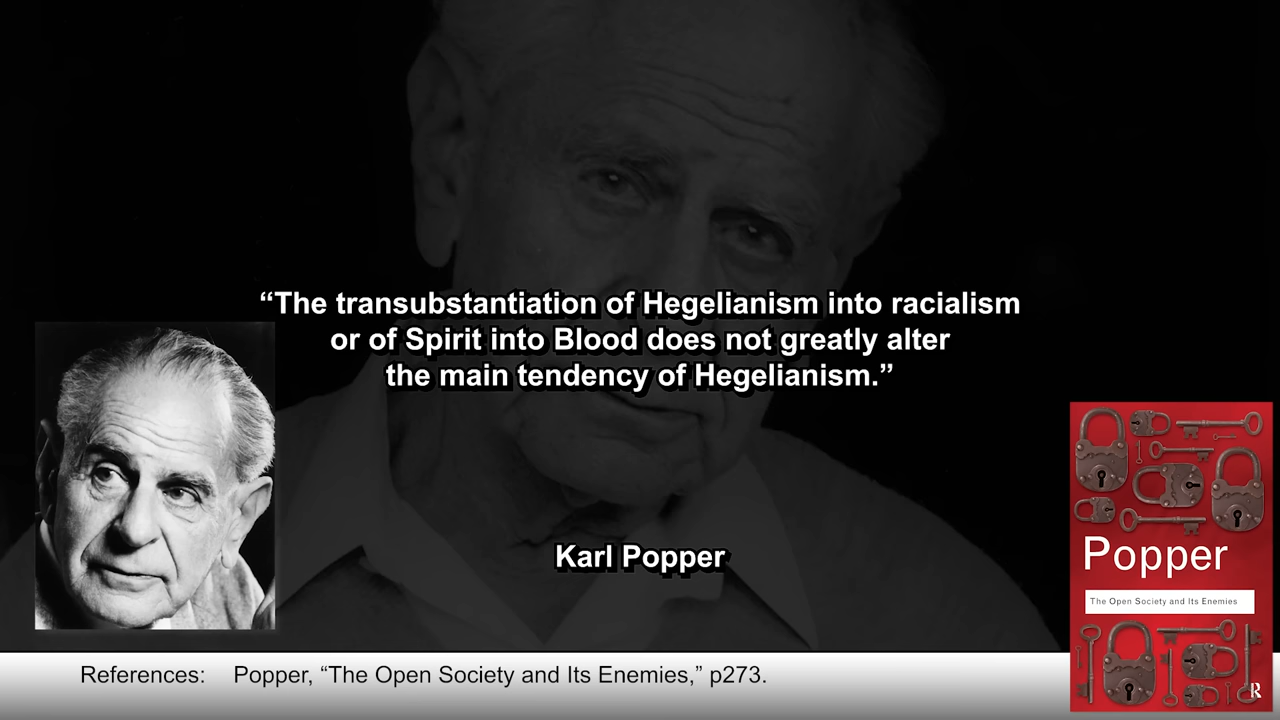 “The transubstantiation of Hegelianism into racialism
or of Spirit into Blood does not greatly alter
the main tendency of Hegelianism.”
Karl Popper
Popper
The Open Society and Its Enemies
R
References: Popper, “The Open Society and Its Enemies,” p273.